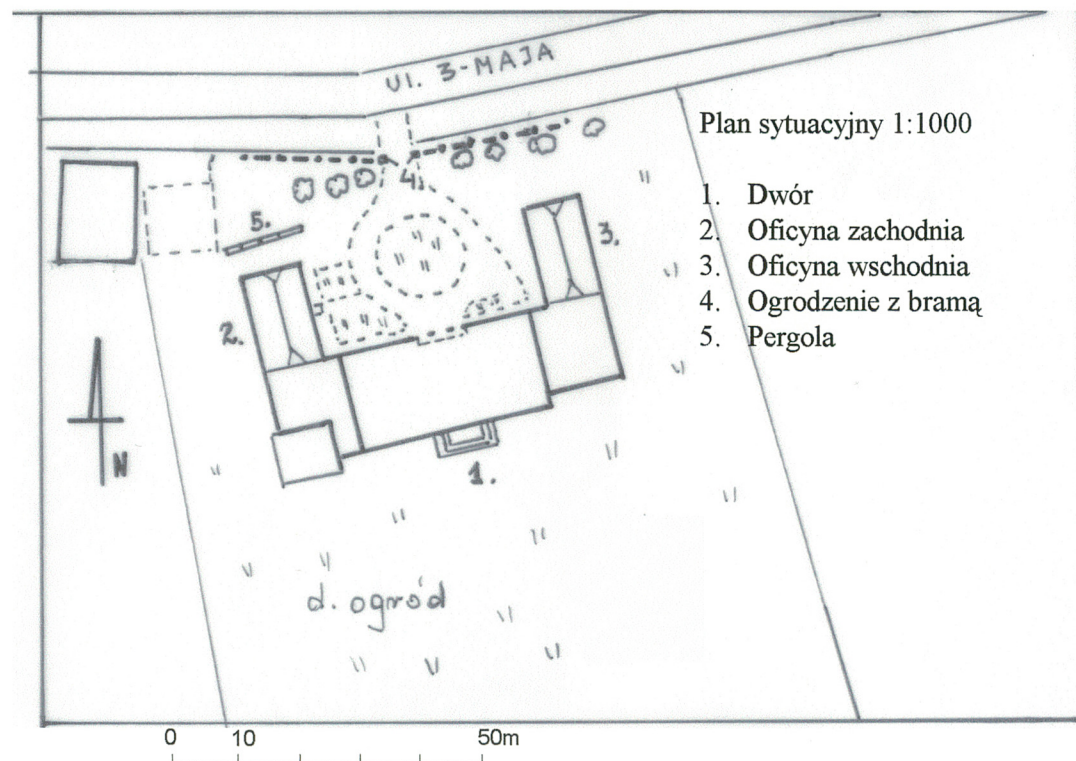 Ul. 3-MAJA
Plan sytuacyjny 1:1000
1. Dwór
2. Oficyna zachodnia
3. Oficyna wschodnia
4. Ogrodzenie z bramą
5. Pergola
4.
5.
3.
2.
N
1.
d. ogród
0 10 50m